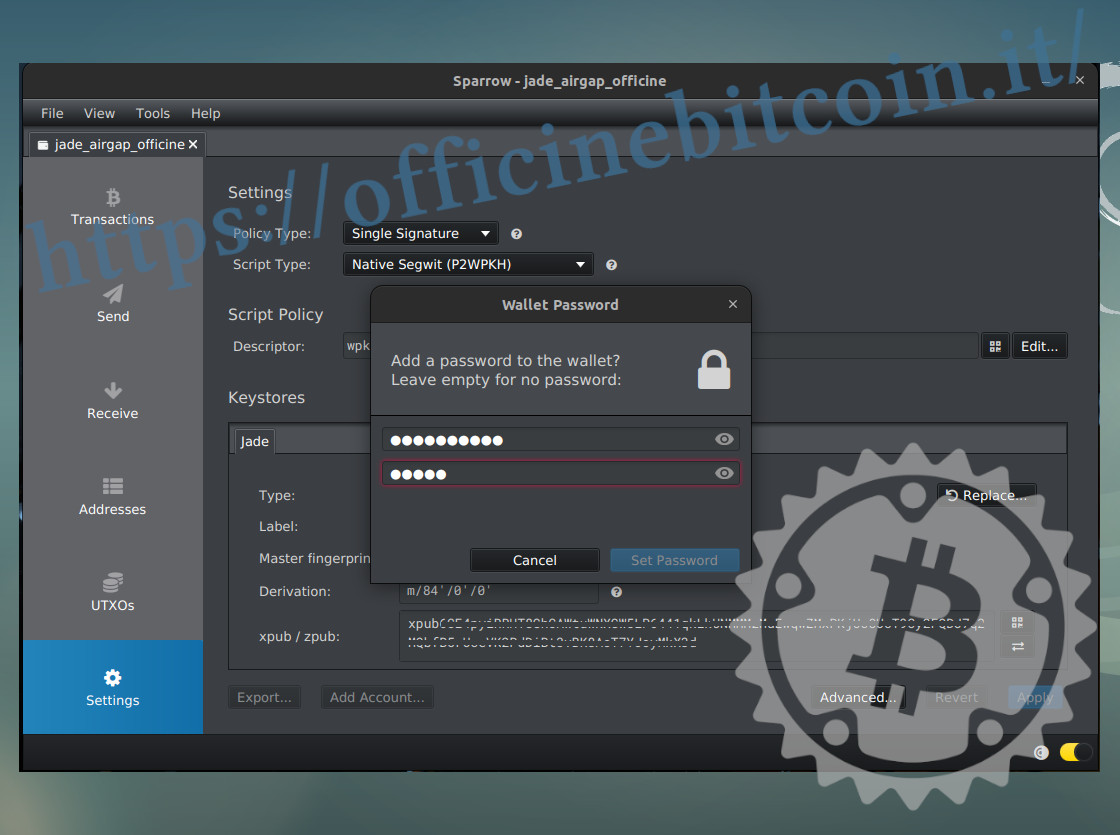 https://officinebitcoin.it/
Sparrow - jade_airgap_officine
File View Tools Help
jade_airgap_officine
Transactions
Send
Receive
Addresses
UTXOs
Settings
Settings
Policy Type: Single Signature
Script Type: Native Segwit (P2WPKH)
Script Policy
Descriptor: wpk Edit...
Keystores
Jade
Type: Replace...
Label:
Master fingerprin
Derivation: m/84'/0'/0'
xpub / zpub: xpub
Export... Add Account... Advanced... Revert Apply
Wallet Password
Add a password to the wallet?
Leave empty for no password:
Cancel Set Password